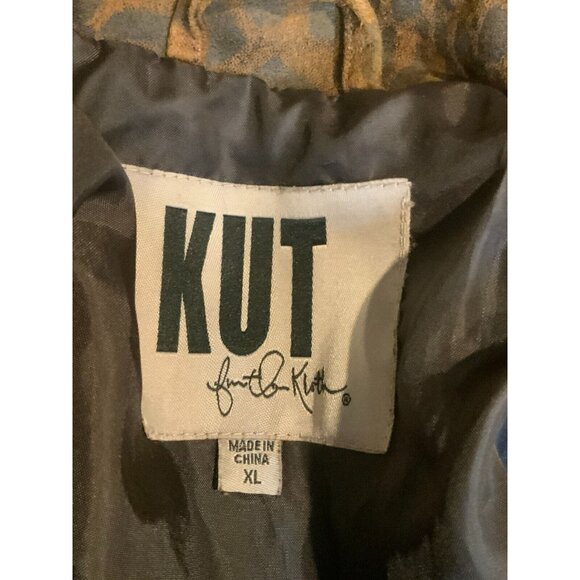 KUT
from the Kloth ®
MADE IN
CHINA
XL